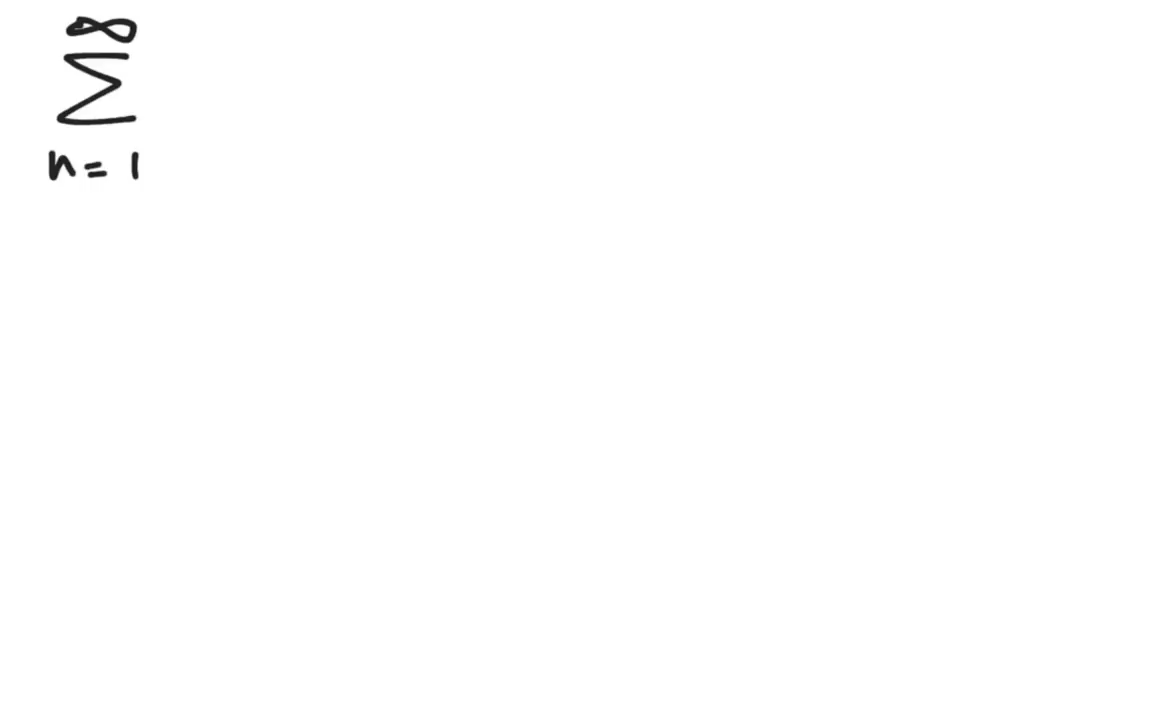 ∞
∑
n = 1